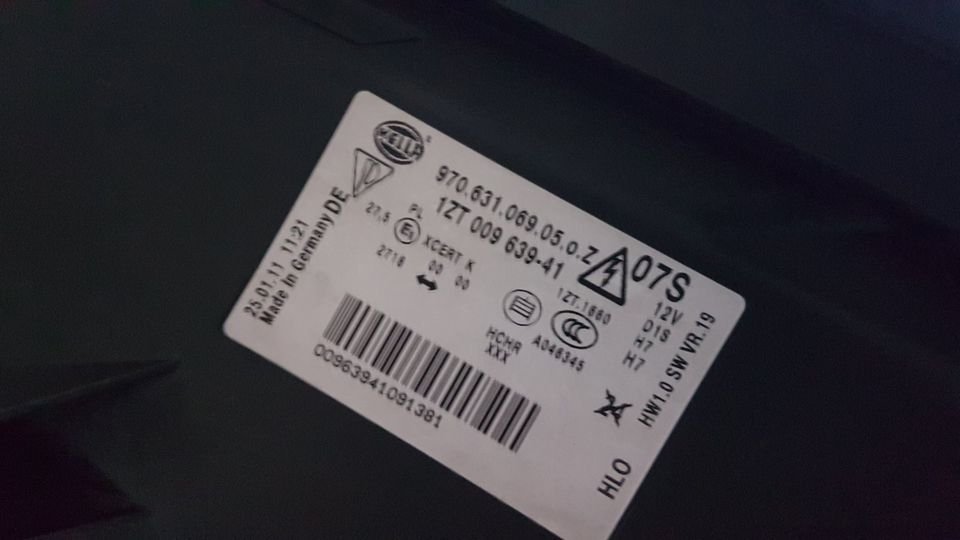 HELLA
970.631.069.05.o.Z
1ZT 009 639-41
07S
PL
27,5
XCERT K
2718 00 00
1ZT.1660
12V
D1S
H7
H7
A046345
HCHR
XXX
00963941091381
25.01.11 11:21
Made In Germany DE
HW1.0 SW VR.19
HLO